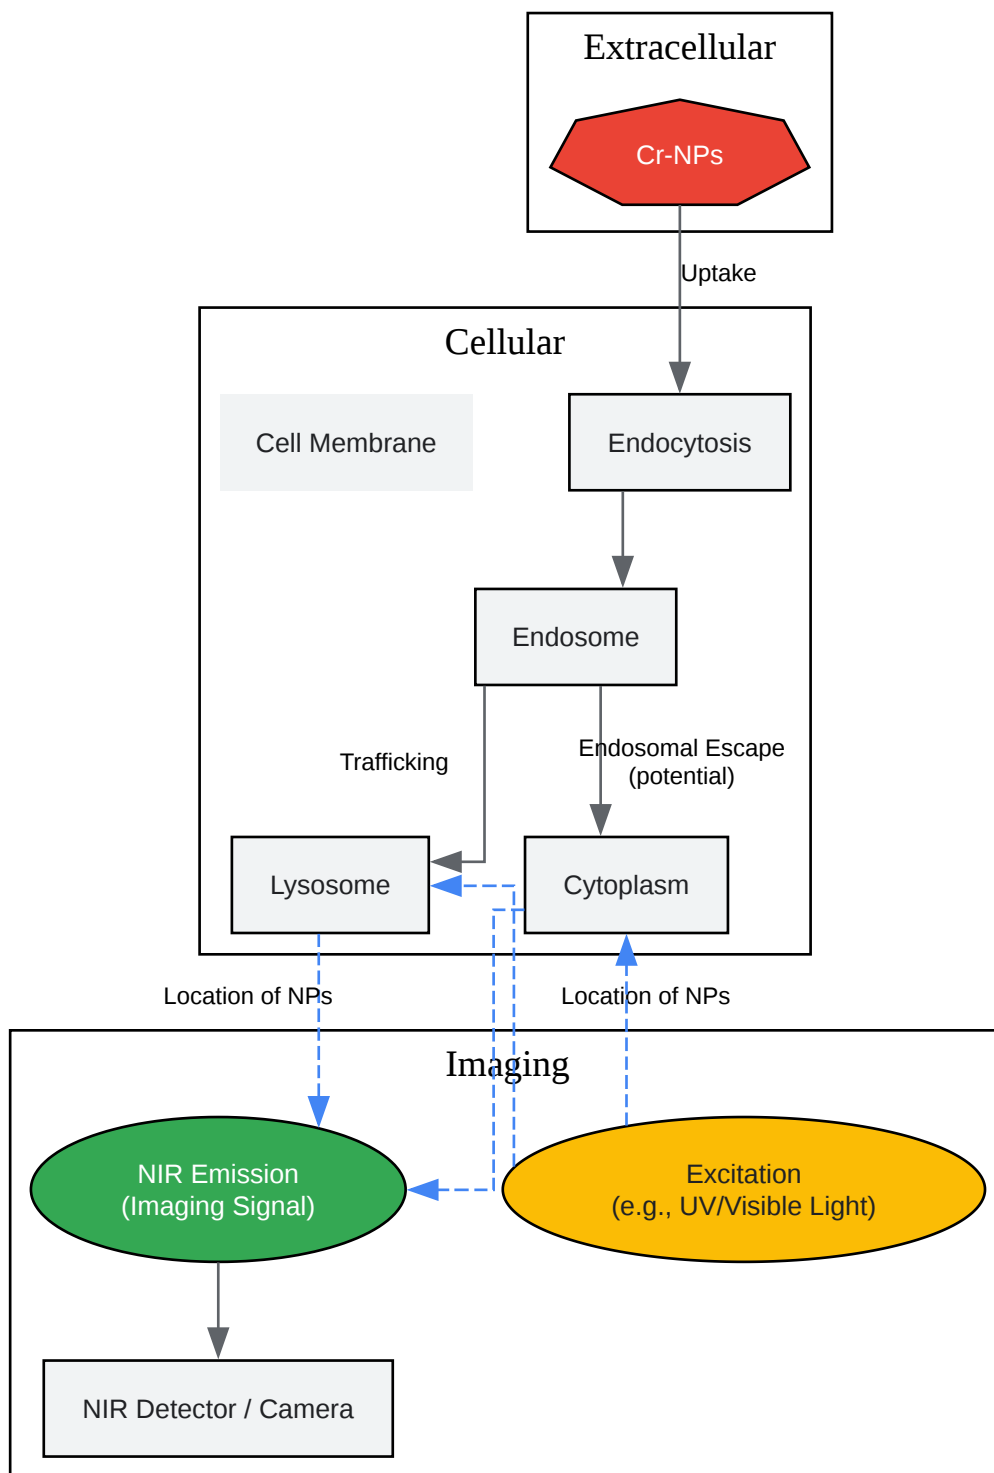 Extracellular
Cr-NPs
Uptake
Cellular
Cell Membrane
Endocytosis
Endosome
Trafficking
Endosomal Escape
(potential)
Lysosome
Cytoplasm
Location of NPs
Location of NPs
Imaging
NIR Emission
(Imaging Signal)
Excitation
(e.g., UV/Visible Light)
NIR Detector / Camera